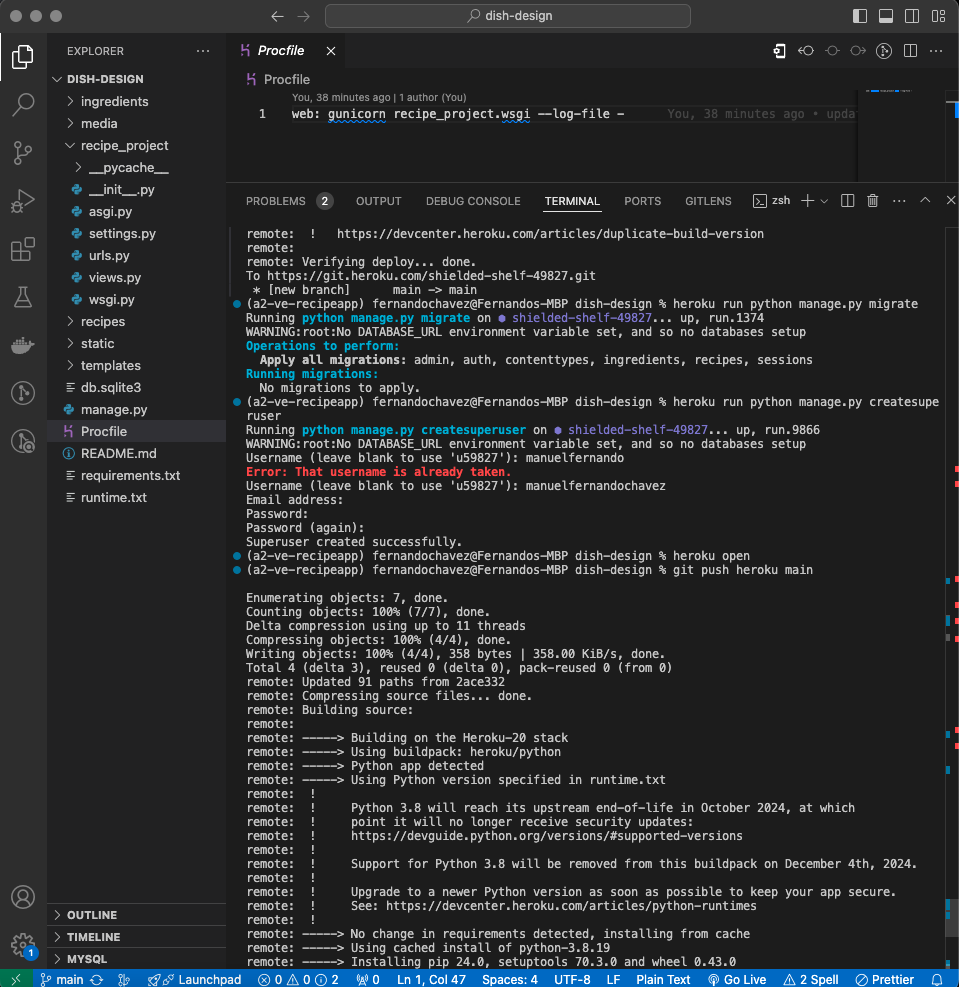 dish-design
EXPLORER
DISH-DESIGN
ingredients
media
recipe_project
__pycache__
__init__.py
asgi.py
settings.py
urls.py
views.py
wsgi.py
recipes
static
templates
db.sqlite3
manage.py
Procfile
README.md
requirements.txt
runtime.txt
OUTLINE
TIMELINE
MYSQL
1
Procfile
Procfile
You, 38 minutes ago | 1 author (You)
1 web: gunicorn recipe_project.wsgi --log-file - You, 38 minutes ago • upda
PROBLEMS 2 OUTPUT DEBUG CONSOLE TERMINAL PORTS GITLENS zsh
remote:  !   https://devcenter.heroku.com/articles/duplicate-build-version
remote:
remote: Verifying deploy... done.
To https://git.heroku.com/shielded-shelf-49827.git
 * [new branch]      main -> main
(a2-ve-recipeapp) fernandochavez@Fernandos-MBP dish-design % heroku run python manage.py migrate
Running python manage.py migrate on ⬢ shielded-shelf-49827... up, run.1374
WARNING:root:No DATABASE_URL environment variable set, and so no databases setup
Operations to perform:
  Apply all migrations: admin, auth, contenttypes, ingredients, recipes, sessions
Running migrations:
  No migrations to apply.
(a2-ve-recipeapp) fernandochavez@Fernandos-MBP dish-design % heroku run python manage.py createsupe
ruser
Running python manage.py createsuperuser on ⬢ shielded-shelf-49827... up, run.9866
WARNING:root:No DATABASE_URL environment variable set, and so no databases setup
Username (leave blank to use 'u59827'): manuelfernando
Error: That username is already taken.
Username (leave blank to use 'u59827'): manuelfernandochavez
Email address:
Password:
Password (again):
Superuser created successfully.
(a2-ve-recipeapp) fernandochavez@Fernandos-MBP dish-design % heroku open
(a2-ve-recipeapp) fernandochavez@Fernandos-MBP dish-design % git push heroku main
Enumerating objects: 7, done.
Counting objects: 100% (7/7), done.
Delta compression using up to 11 threads
Compressing objects: 100% (4/4), done.
Writing objects: 100% (4/4), 358 bytes | 358.00 KiB/s, done.
Total 4 (delta 3), reused 0 (delta 0), pack-reused 0 (from 0)
remote: Updated 91 paths from 2ace332
remote: Compressing source files... done.
remote: Building source:
remote:
remote: -----> Building on the Heroku-20 stack
remote: -----> Using buildpack: heroku/python
remote: -----> Python app detected
remote: -----> Using Python version specified in runtime.txt
remote:  !
remote:  !     Python 3.8 will reach its upstream end-of-life in October 2024, at which
remote:  !     point it will no longer receive security updates:
remote:  !     https://devguide.python.org/versions/#supported-versions
remote:  !
remote:  !     Support for Python 3.8 will be removed from this buildpack on December 4th, 2024.
remote:  !
remote:  !     Upgrade to a newer Python version as soon as possible to keep your app secure.
remote:  !     See: https://devcenter.heroku.com/articles/python-runtimes
remote:  !
remote: -----> No change in requirements detected, installing from cache
remote: -----> Using cached install of python-3.8.19
remote: -----> Installing pip 24.0, setuptools 70.3.0 and wheel 0.43.0
main Launchpad 0 0 2 0 Ln 1, Col 47 Spaces: 4 UTF-8 LF Plain Text Go Live 2 Spell Prettier